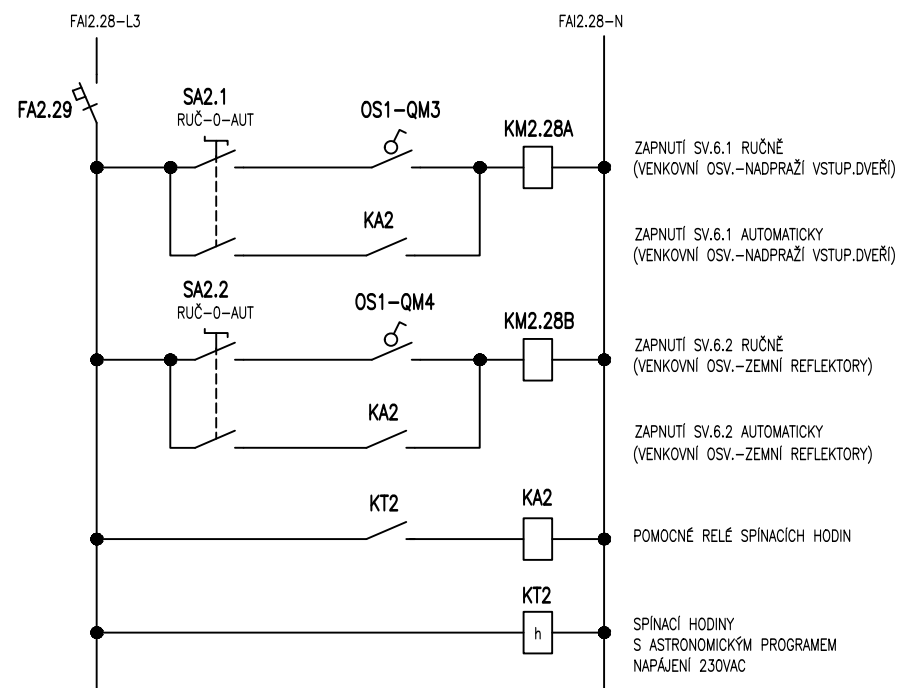 FAI2.28-L3
FAI2.28-N
FA2.29
SA2.1
RUČ-0-AUT
OS1-QM3
KM2.28A
ZAPNUTÍ SV.6.1 RUČNĚ
(VENKOVNÍ OSV.-NADPRAŽÍ VSTUP.DVEŘÍ)
KA2
ZAPNUTÍ SV.6.1 AUTOMATICKY
(VENKOVNÍ OSV.-NADPRAŽÍ VSTUP.DVEŘÍ)
SA2.2
RUČ-0-AUT
OS1-QM4
KM2.28B
ZAPNUTÍ SV.6.2 RUČNĚ
(VENKOVNÍ OSV.-ZEMNÍ REFLEKTORY)
KA2
ZAPNUTÍ SV.6.2 AUTOMATICKY
(VENKOVNÍ OSV.-ZEMNÍ REFLEKTORY)
KT2
KA2
POMOCNÉ RELÉ SPÍNACÍCH HODIN
KT2
h
SPÍNACÍ HODINY
S ASTRONOMICKÝM PROGRAMEM
NAPÁJENÍ 230VAC